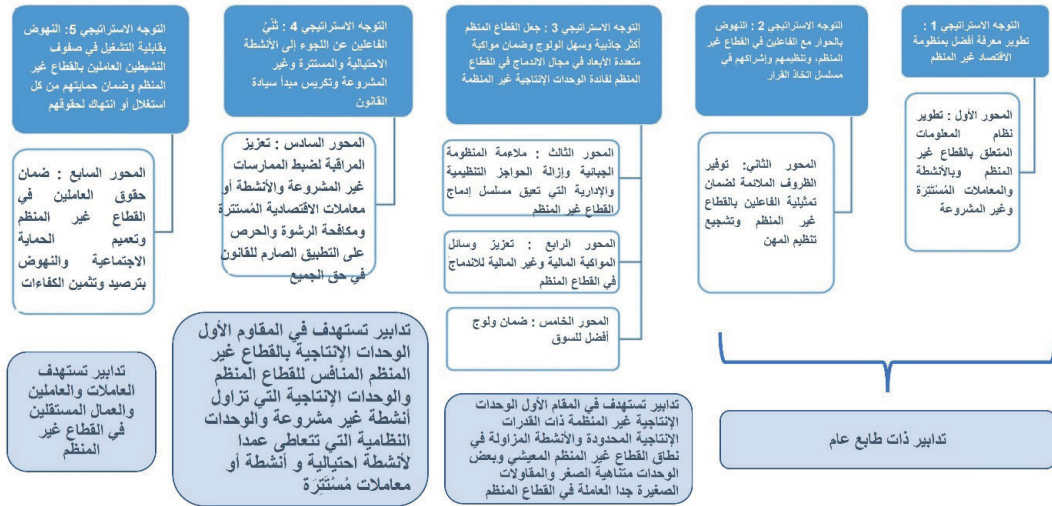 التوجه الاستراتيجي 1 :
تطوير معرفة أفضل بمنظومة
الاقتصاد غير المنظم
المحور الأول : تطوير
نظام المعلومات
المتعلق بالقطاع غير
المنظم وبالأنشطة
والمعاملات المُسْتَتِرَة
وغير المشروعة
التوجه الاستراتيجي 2 : النهوض
بالحوار مع الفاعلين في القطاع غير
المنظم، وتنظيمهم وإشراكهم في
مسلسل اتخاذ القرار
المحور الثاني: توفير
الظروف الملائمة لضمان
تمثيلية الفاعلين بالقطاع
غير المنظم وتشجيع
تنظيم المهن
تدابير ذات طابع عام
التوجه الاستراتيجي 3 : جعل القطاع المنظم
أكثر جاذبية وسهل الولوج وضمان مواكبة
متعددة الأبعاد في مجال الاندماج في القطاع
المنظم لفائدة الوحدات الإنتاجية غير المنظمة
المحور الثالث : ملاءمة المنظومة
الجبائية وإزالة الحواجز التنظيمية
والإدارية التي تعيق مسلسل إدماج
القطاع غير المنظم
المحور الرابع : تعزيز وسائل
المواكبة المالية وغير المالية للاندماج
في القطاع المنظم
المحور الخامس : ضمان ولوج
أفضل للسوق
تدابير تستهدف في المقام الأول الوحدات
الإنتاجية غير المنظمة ذات القدرات
الإنتاجية المحدودة والأنشطة المزاولة في
نطاق القطاع غير المنظم المعيشي وبعض
الوحدات متناهية الصغر والمقاولات
الصغيرة جدا العاملة في القطاع المنظم
التوجه الاستراتيجي 4 : ثَنْيُ
الفاعلين عن اللجوء إلى الأنشطة
الاحتيالية والمستترة وغير
المشروعة وتكريس مبدأ سيادة
القانون
المحور السادس : تعزيز
المراقبة لضبط الممارسات
غير المشروعة والأنشطة أو
معاملات الاقتصادية المُستترة
ومكافحة الرشوة والحرص
على التطبيق الصارم للقانون
في حق الجميع
تدابير تستهدف في المقاوم الأول
الوحدات الإنتاجية بالقطاع غير
المنظم المنافس للقطاع المنظم
والوحدات الإنتاجية التي تزاول
أنشطة غير مشروعة والوحدات
النظامية التي تتعاطى عمدا
لأنشطة احتيالية و أنشطة أو
معاملات مُسْتَتِرَة
التوجه الاستراتيجي 5: النهوض
بقابلية التشغيل في صفوف
النشيطين العاملين بالقطاع غير
المنظم وضمان حمايتهم من كل
استغلال أو انتهاك لحقوقهم
المحور السابع : ضمان
حقوق العاملين في
القطاع غير المنظم
وتعميم الحماية
الاجتماعية والنهوض
بترصيد وتثمين الكفاءات
تدابير تستهدف
العاملات والعاملين
والعمال المستقلين
في القطاع غير
المنظم